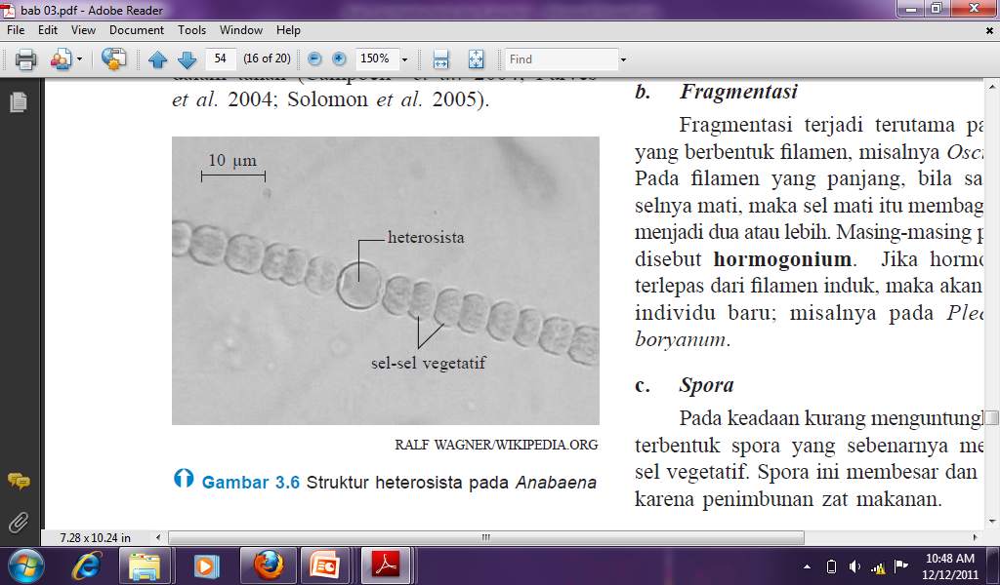 bab 03.pdf - Adobe Reader
File Edit View Document Tools Window Help
54 (16 of 20) 150% Find
et al. 2004; Solomon et al. 2005).
10 µm
heterosista
sel-sel vegetatif
RALF WAGNER/WIKIPEDIA.ORG
Gambar 3.6 Struktur heterosista pada Anabaena
b. Fragmentasi
Fragmentasi terjadi terutama pa
yang berbentuk filamen, misalnya Osc
Pada filamen yang panjang, bila sa
selnya mati, maka sel mati itu membag
menjadi dua atau lebih. Masing-masing p
disebut hormogonium. Jika hormo
terlepas dari filamen induk, maka akan
individu baru; misalnya pada Plec
boryanum.
c. Spora
Pada keadaan kurang menguntung
terbentuk spora yang sebenarnya me
sel vegetatif. Spora ini membesar dan
karena penimbunan zat makanan.
7.28 x 10.24 in
10:48 AM
12/12/2011